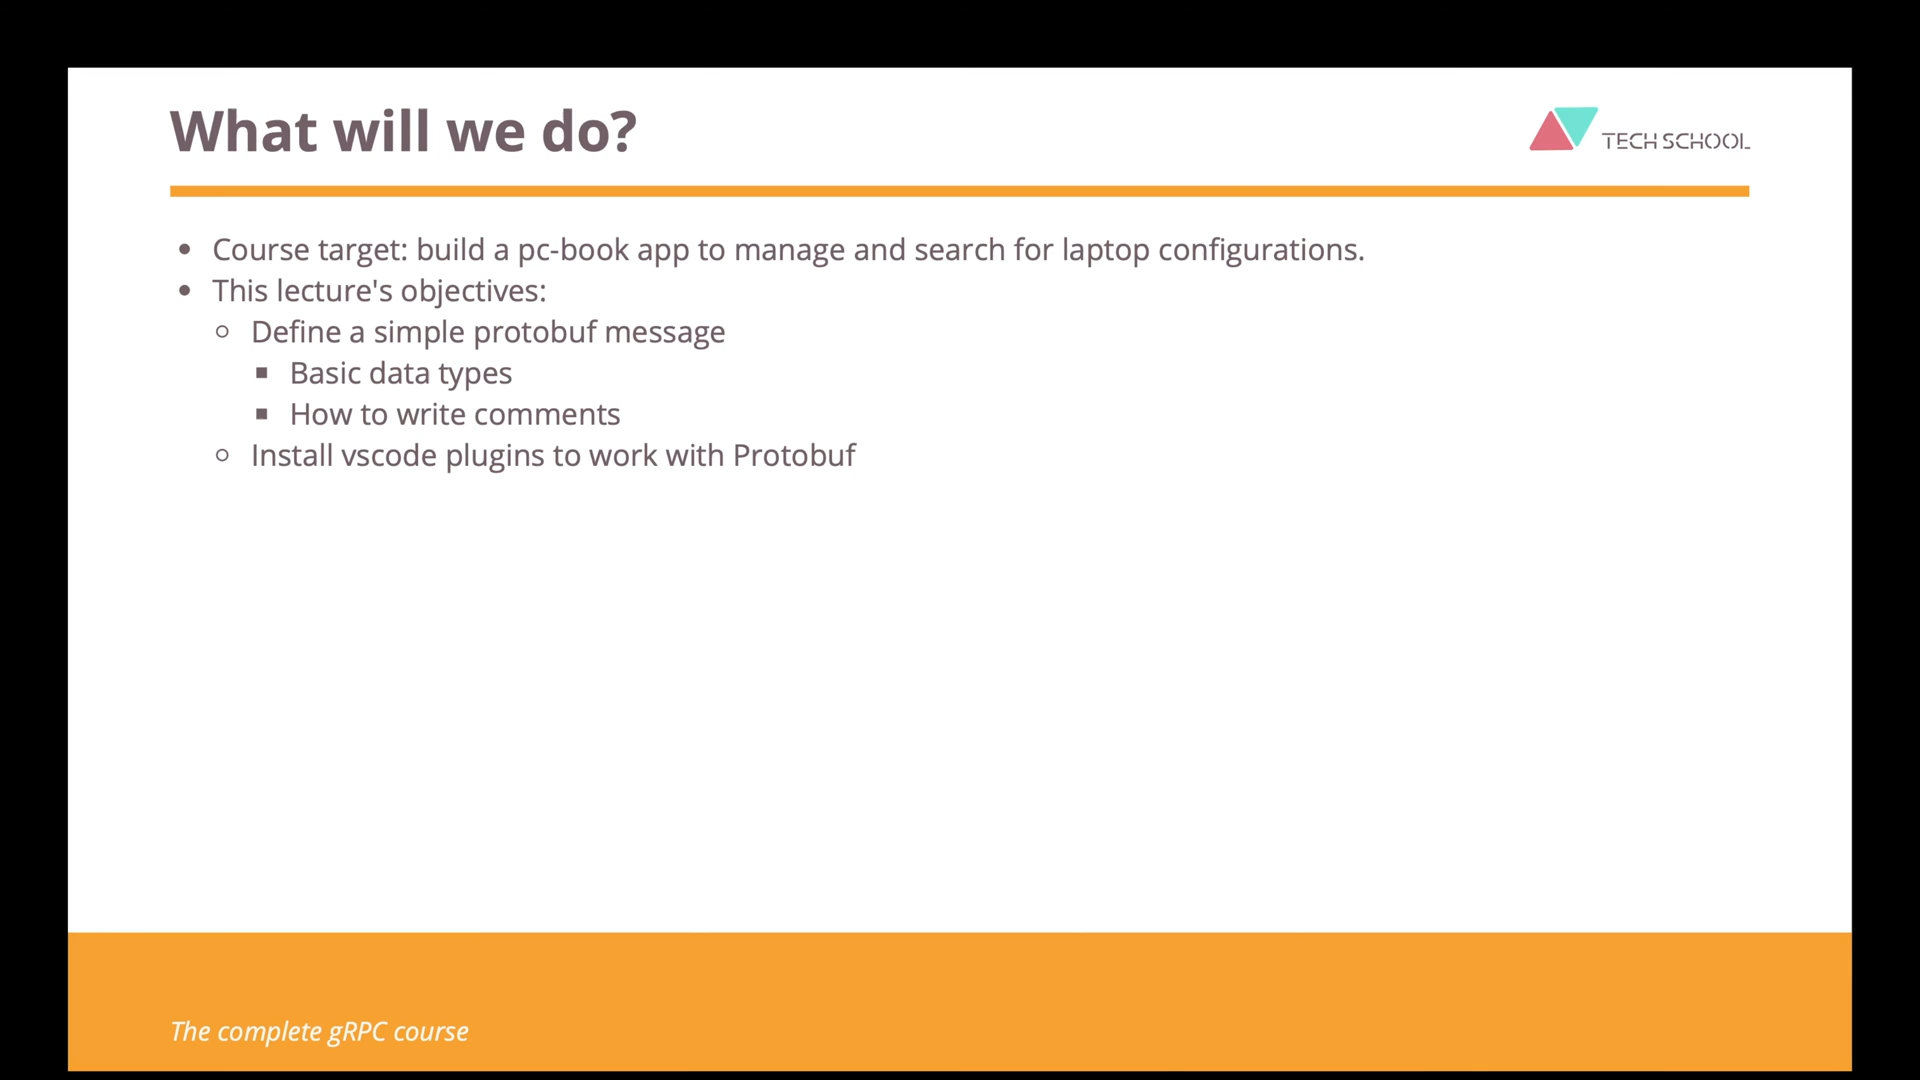 What will we do?
TECH SCHOOL
Course target: build a pc-book app to manage and search for laptop configurations.
This lecture's objectives:
Define a simple protobuf message
Basic data types
How to write comments
Install vscode plugins to work with Protobuf
The complete gRPC course